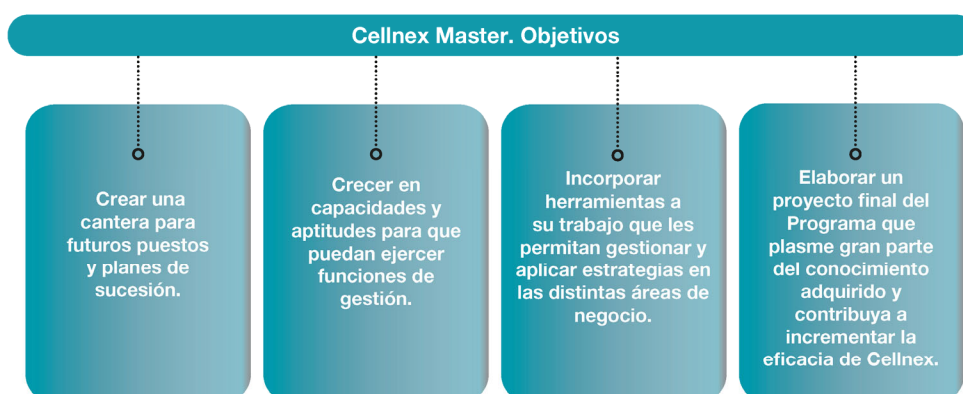 Cellnex Master. Objetivos
Crear una
cantera para
futuros puestos
y planes de
sucesión.
Crecer en
capacidades y
aptitudes para que
puedan ejercer
funciones de
gestión.
Incorporar
herramientas a
su trabajo que les
permitan gestionar y
aplicar estrategias en
las distintas áreas de
negocio.
Elaborar un
proyecto final del
Programa que
plasme gran parte
del conocimiento
adquirido y
contribuya a
incrementar la
eficacia de Cellnex.